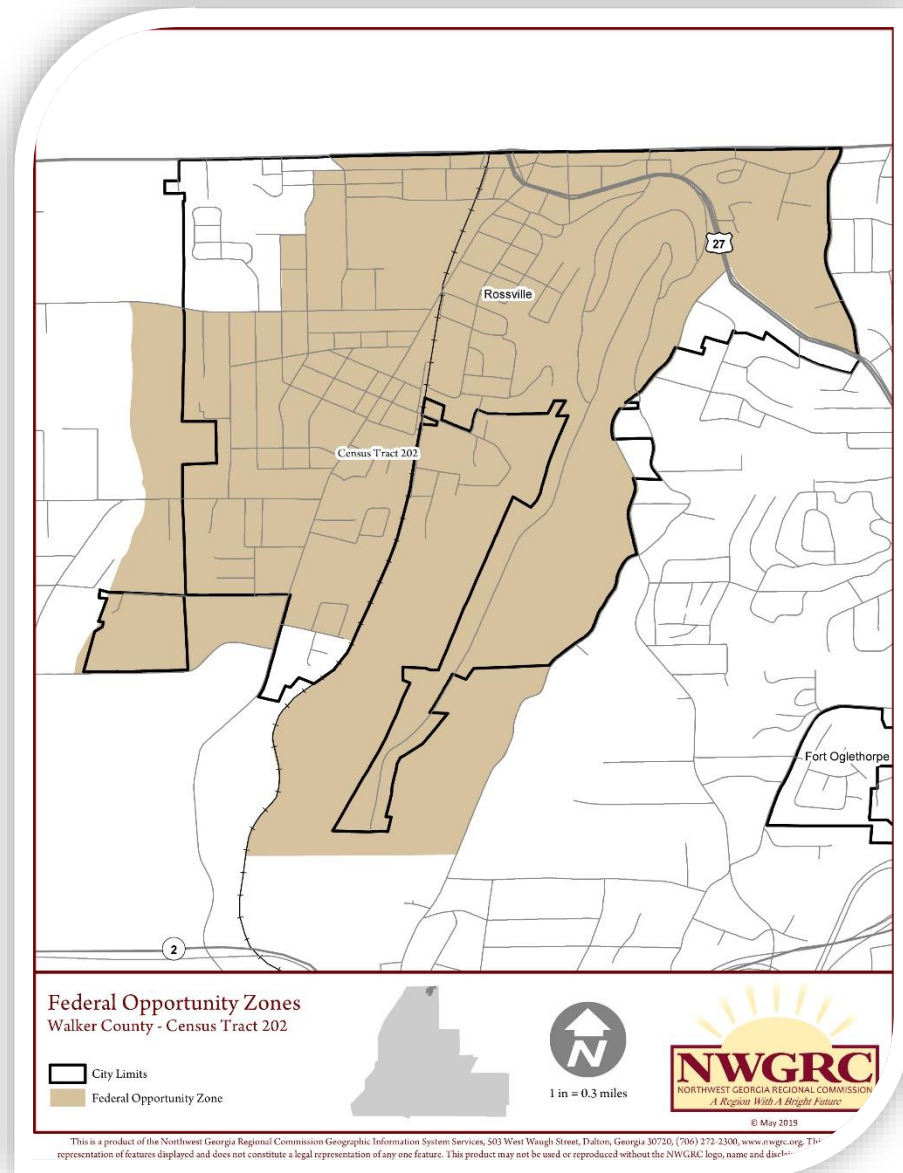 27
Rossville
Census Tract 202
Fort Oglethorpe
2
Federal Opportunity Zones
Walker County - Census Tract 202
City Limits
Federal Opportunity Zone
N
1 in = 0.3 miles
NWGRC
NORTHWEST GEORGIA REGIONAL COMMISSION
A Region With A Bright Future
© May 2019
This is a product of the Northwest Georgia Regional Commission Geographic Information System Services, 503 West Waugh Street, Dalton, Georgia 30720, (706) 272-2300, www.nwgrc.org.
representation of features displayed and does not constitute a legal representation of any one feature. This product may not be used or reproduced without the NWGRC logo, name and